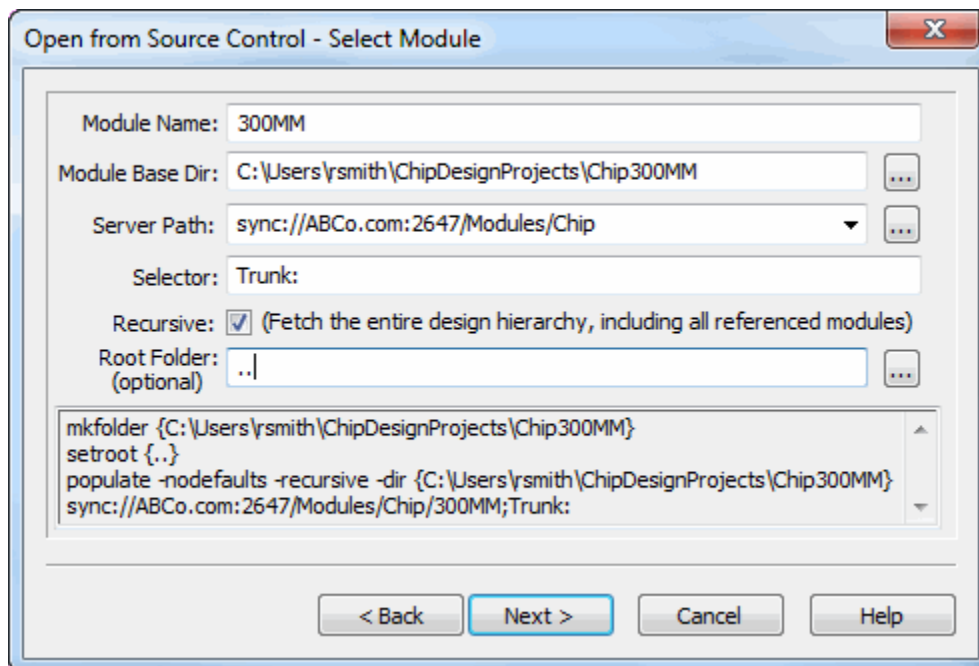 Open from Source Control - Select Module
Module Name: 300MM
Module Base Dir: C:\Users\rsmith\ChipDesignProjects\Chip300MM ...
Server Path: sync://ABCo.com:2647/Modules/Chip ...
Selector: Trunk:
Recursive: (Fetch the entire design hierarchy, including all referenced modules)
Root Folder: ..
(optional) ...
mkfolder {C:\Users\rsmith\ChipDesignProjects\Chip300MM}
setroot {..}
populate -nodefaults -recursive -dir {C:\Users\rsmith\ChipDesignProjects\Chip300MM}
sync://ABCo.com:2647/Modules/Chip/300MM;Trunk:
< Back Next > Cancel Help